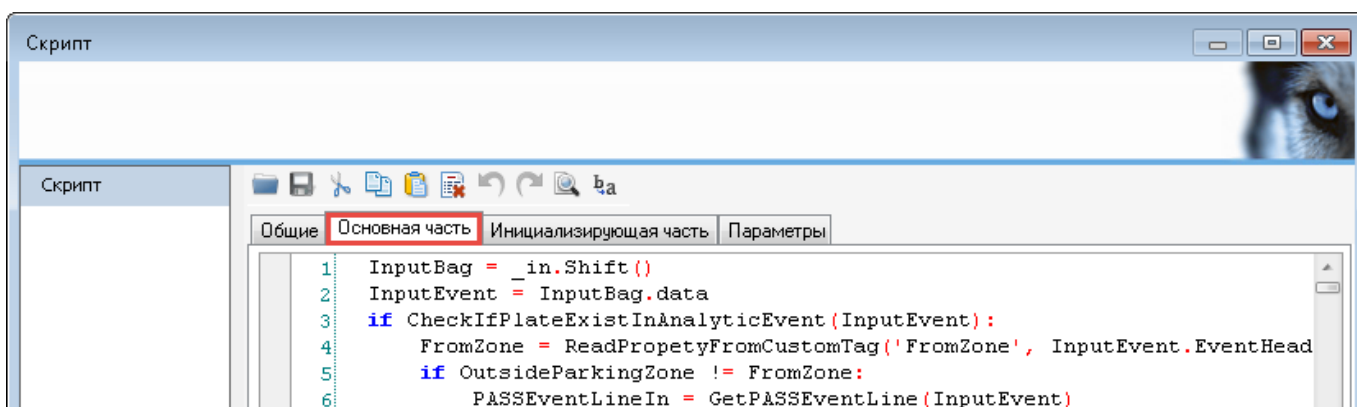 Скрипт
Скрипт
Общие Основная часть Инициализирующая часть Параметры
1 InputBag = _in.Shift()
2 InputEvent = InputBag.data
3 if CheckIfPlateExistInAnalyticEvent(InputEvent):
4 FromZone = ReadPropetyFromCustomTag('FromZone', InputEvent.EventHead
5 if OutsideParkingZone != FromZone:
6 PASSEventLineIn = GetPASSEventLine(InputEvent)